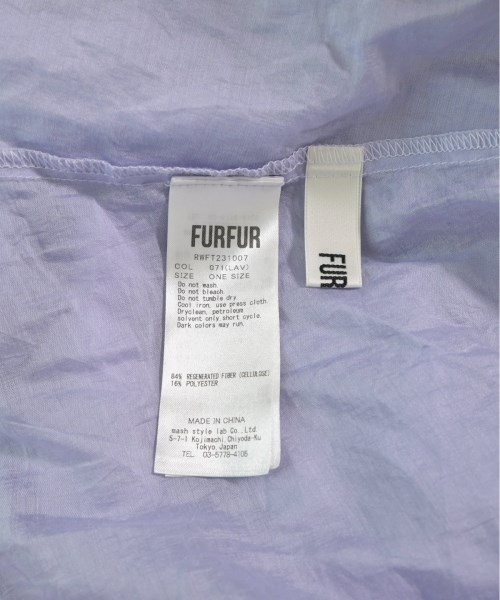 FURFUR
RWFT231007
COL 071(LAV)
SIZE ONE SIZE
Do not wash
Do not bleach.
Do not tumble dry
Cool iron, use press cloth
Dryclean, petroleum
solvent only,short cycle.
Dark colors may run.
84% REGENERATED FIBER (CELLULOSE)
16% POLYESTER
MADE IN CHINA
mash style lab Co.,Ltd.
5-7-1 Kojimachi,Chiyoda-Ku
Tokyo,Japan
TEL 03-5778-4105
FUR